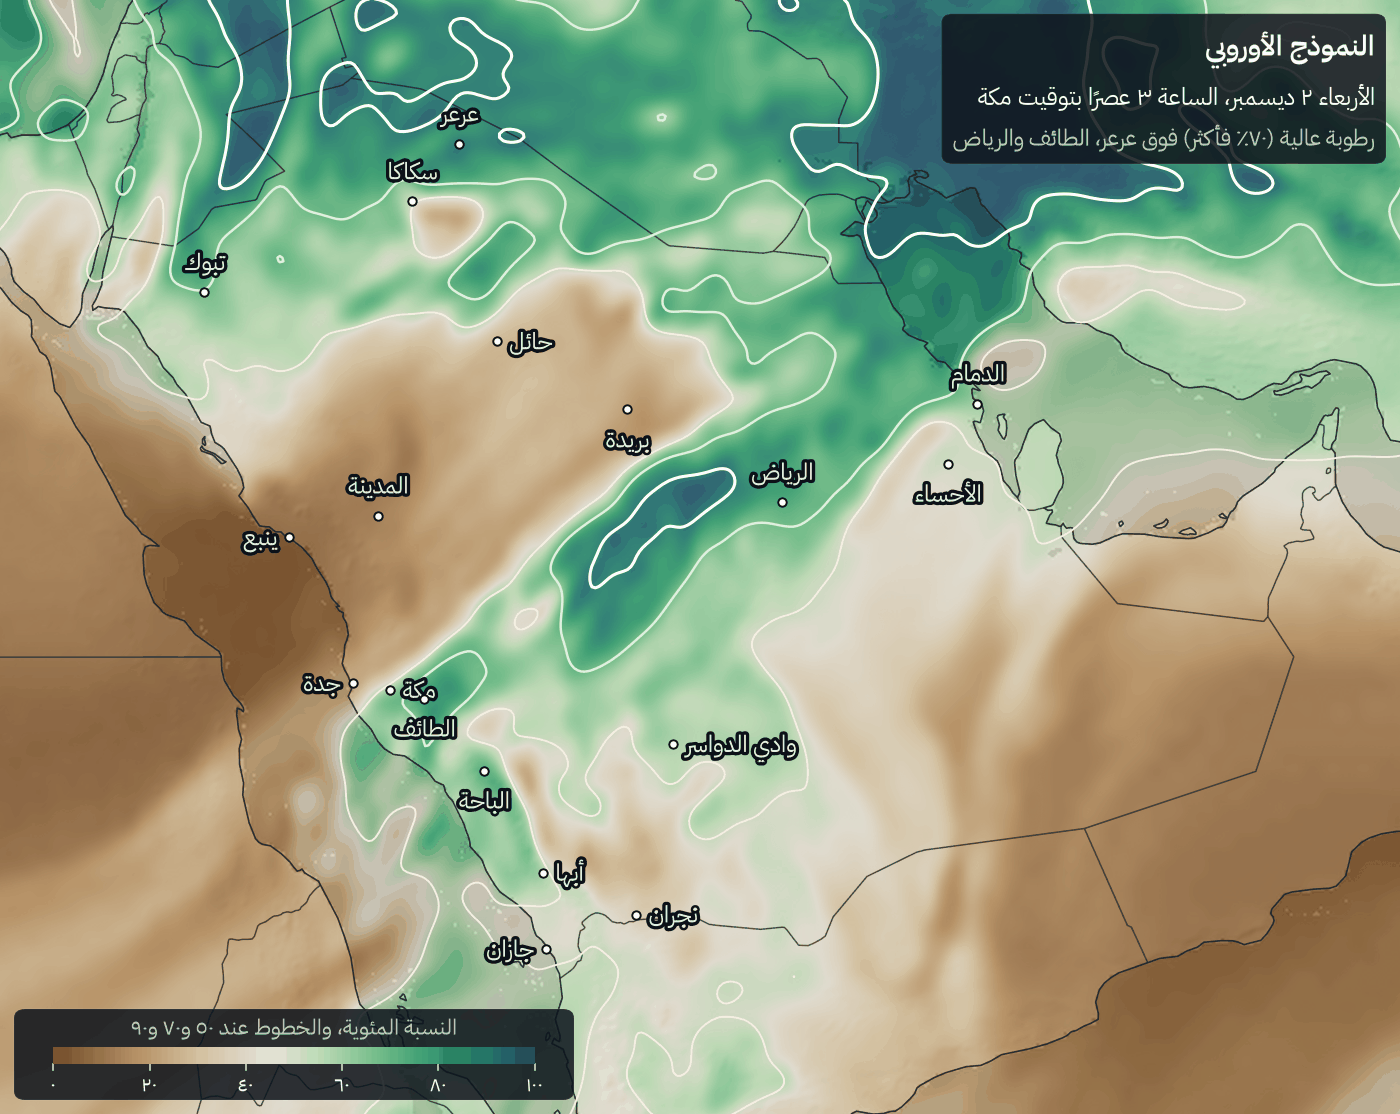 النموذج الأوروبي
الأربعاء ٢ ديسمبر، الساعة ٣ عصرًا بتوقيت مكة
رطوبة عالية (٧٠٪ فأكثر) فوق عرعر، الطائف والرياض
عرعر
سكاكا
تبوك
حائل
بريدة
الدمام
الأحساء
الرياض
المدينة
ينبع
جدة
مكة
الطائف
وادي الدواسر
الباحة
أبها
نجران
جازان
النسبة المئوية، والخطوط عند ٥٠ و٧٠ و٩٠
٠ ٢٠ ٤٠ ٦٠ ٨٠ ١٠٠